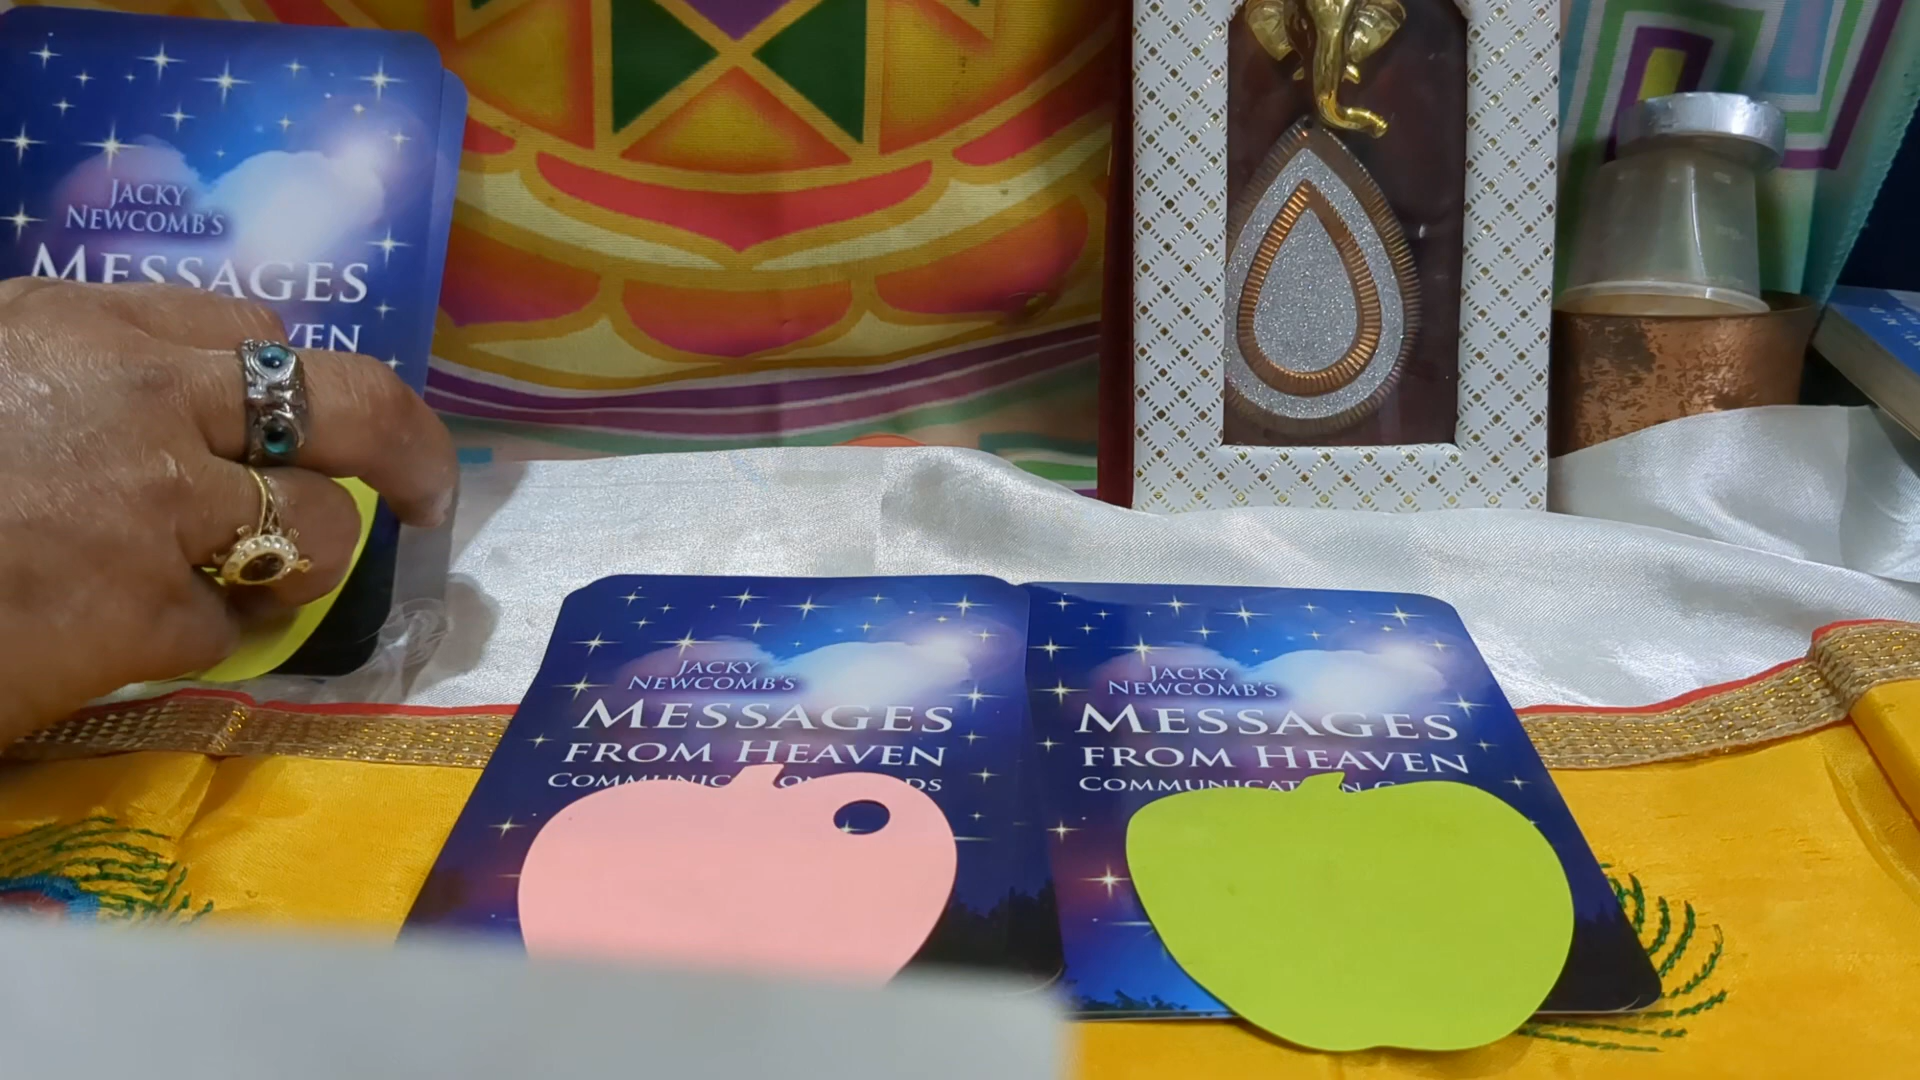 JACKY
NEWCOMB'S
MESSAGES
JACKY
NEWCOMB'S
MESSAGES
FROM HEAVEN
JACKY
NEWCOMB'S
MESSAGES
FROM HEAVEN